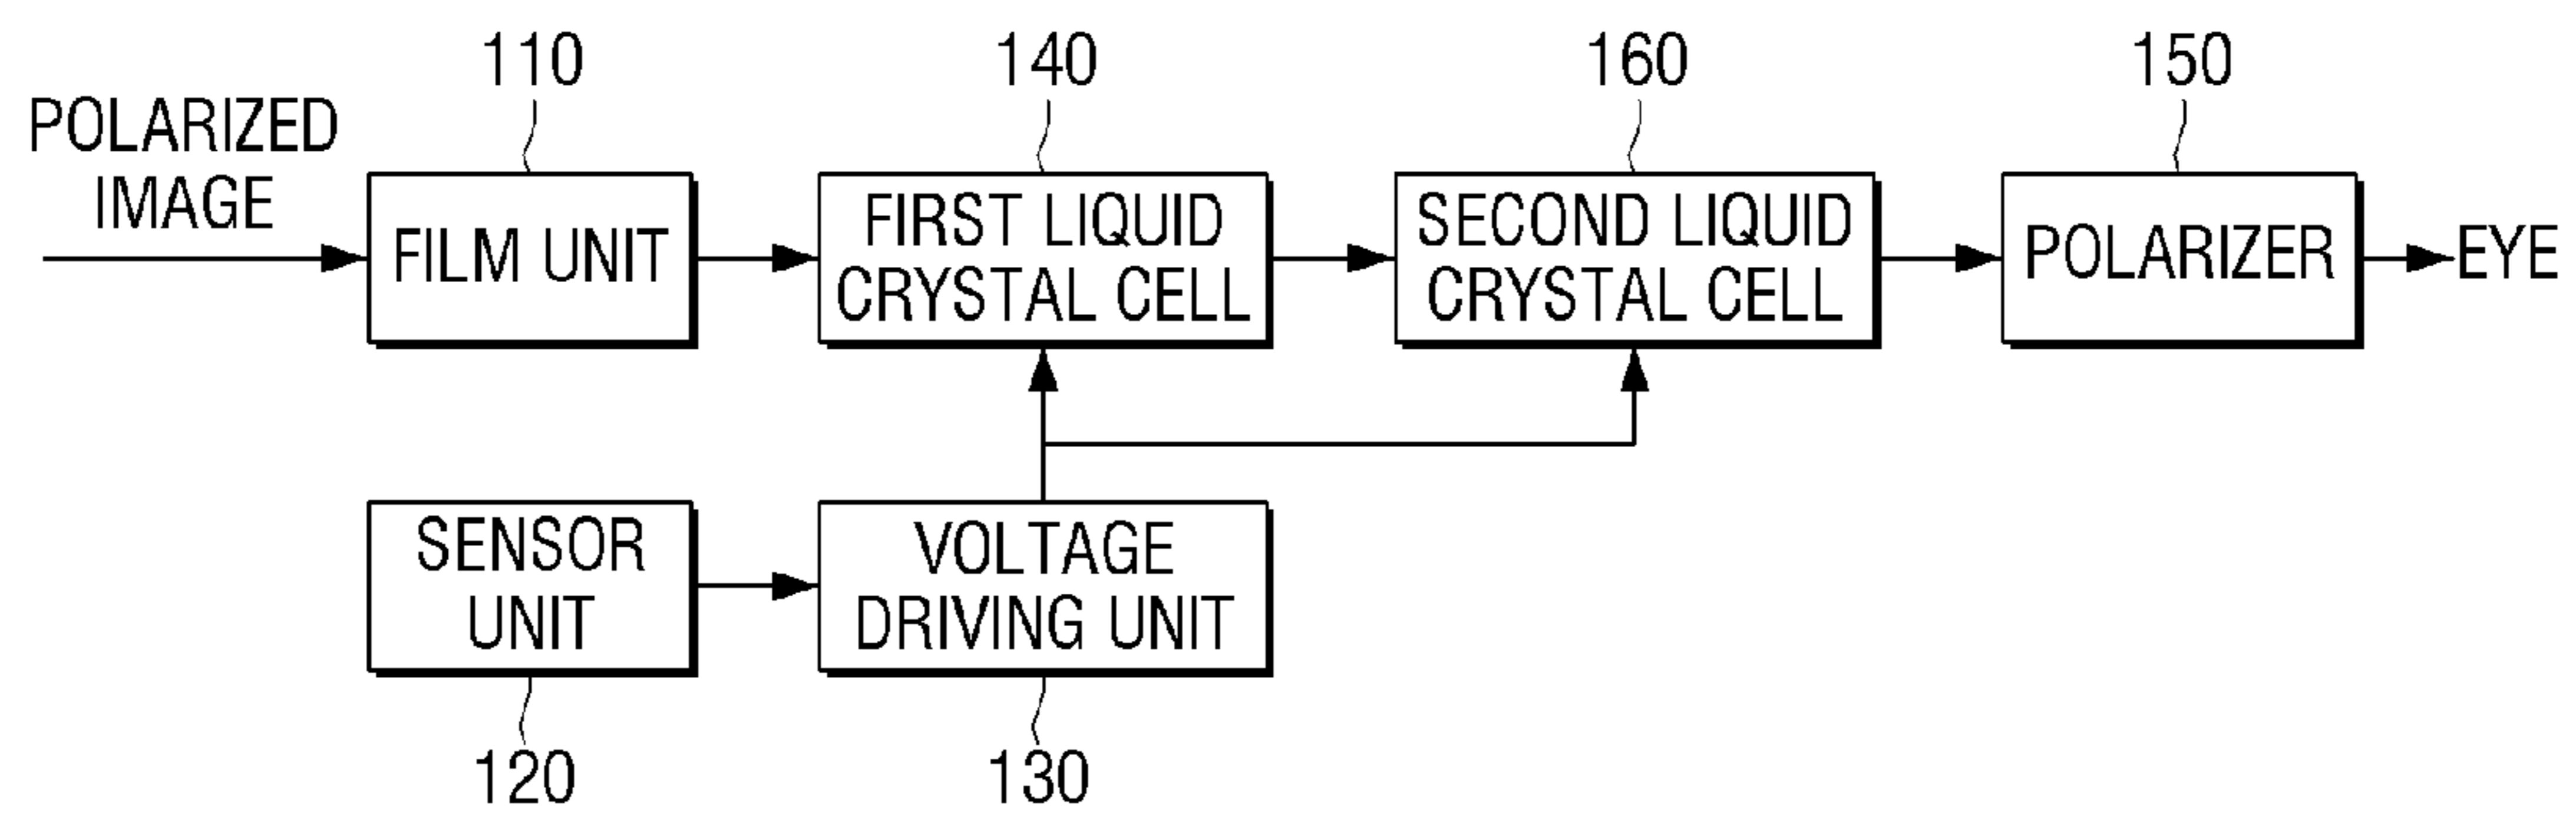 110
140
160
150
POLARIZED
IMAGE
FILM UNIT
FIRST LIQUID
CRYSTAL CELL
SECOND LIQUID
CRYSTAL CELL
POLARIZER
EYE
SENSOR
UNIT
VOLTAGE
DRIVING UNIT
120
130